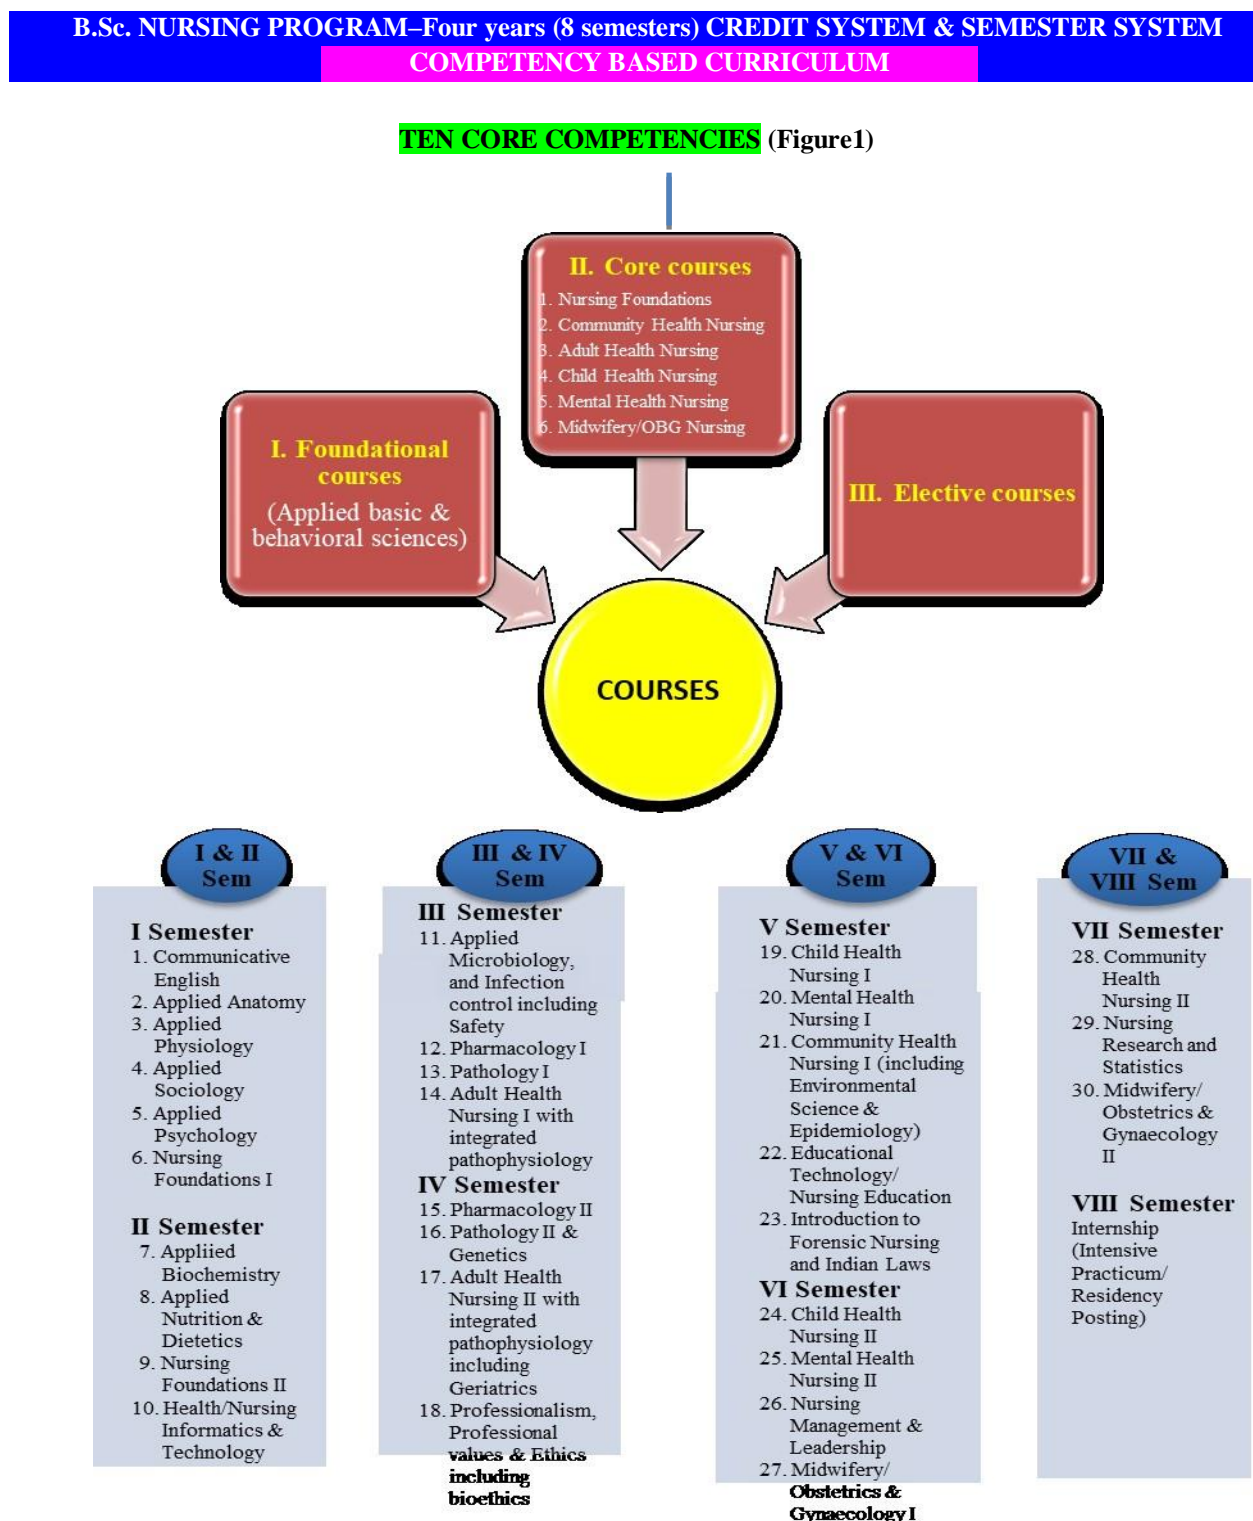 B.Sc. NURSING PROGRAM–Four years (8 semesters) CREDIT SYSTEM & SEMESTER SYSTEM
COMPETENCY BASED CURRICULUM
TEN CORE COMPETENCIES (Figure1)
II. Core courses
1. Nursing Foundations
2. Community Health Nursing
3. Adult Health Nursing
4. Child Health Nursing
5. Mental Health Nursing
6. Midwifery/OBG Nursing
I. Foundational
courses
(Applied basic &
behavioral sciences)
III. Elective courses
COURSES
I & II
Sem
I Semester
1. Communicative
English
2. Applied Anatomy
3. Applied
Physiology
4. Applied
Sociology
5. Applied
Psychology
6. Nursing
Foundations I
II Semester
7. Appliied
Biochemistry
8. Applied
Nutrition &
Dietetics
9. Nursing
Foundations II
10. Health/Nursing
Informatics &
Technology
III & IV
Sem
III Semester
11. Applied
Microbiology,
and Infection
control including
Safety
12. Pharmacology I
13. Pathology I
14. Adult Health
Nursing I with
integrated
pathophysiology
IV Semester
15. Pharmacology II
16. Pathology II &
Genetics
17. Adult Health
Nursing II with
integrated
pathophysiology
including
Geriatrics
18. Professionalism,
Professional
values & Ethics
including
bioethics
V & VI
Sem
V Semester
19. Child Health
Nursing I
20. Mental Health
Nursing I
21. Community Health
Nursing I (including
Environmental
Science &
Epidemiology)
22. Educational
Technology/
Nursing Education
23. Introduction to
Forensic Nursing
and Indian Laws
VI Semester
24. Child Health
Nursing II
25. Mental Health
Nursing II
26. Nursing
Management &
Leadership
27. Midwifery/
Obstetrics &
Gynaecology I
VII &
VIII Sem
VII Semester
28. Community
Health
Nursing II
29. Nursing
Research and
Statistics
30. Midwifery/
Obstetrics &
Gynaecology
II
VIII Semester
Internship
(Intensive
Practicum/
Residency
Posting)